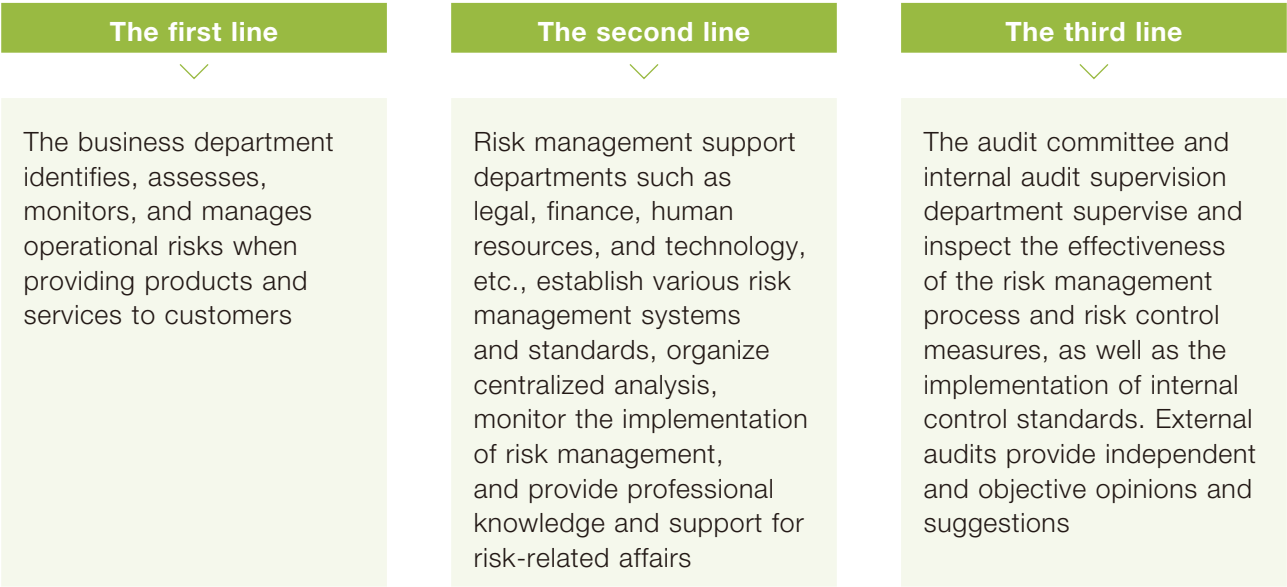 The first line
The business department
identifies, assesses,
monitors, and manages
operational risks when
providing products and
services to customers
The second line
Risk management support
departments such as
legal, finance, human
resources, and technology,
etc., establish various risk
management systems
and standards, organize
centralized analysis,
monitor the implementation
of risk management,
and provide professional
knowledge and support for
risk-related affairs
The third line
The audit committee and
internal audit supervision
department supervise and
inspect the effectiveness
of the risk management
process and risk control
measures, as well as the
implementation of internal
control standards. External
audits provide independent
and objective opinions and
suggestions